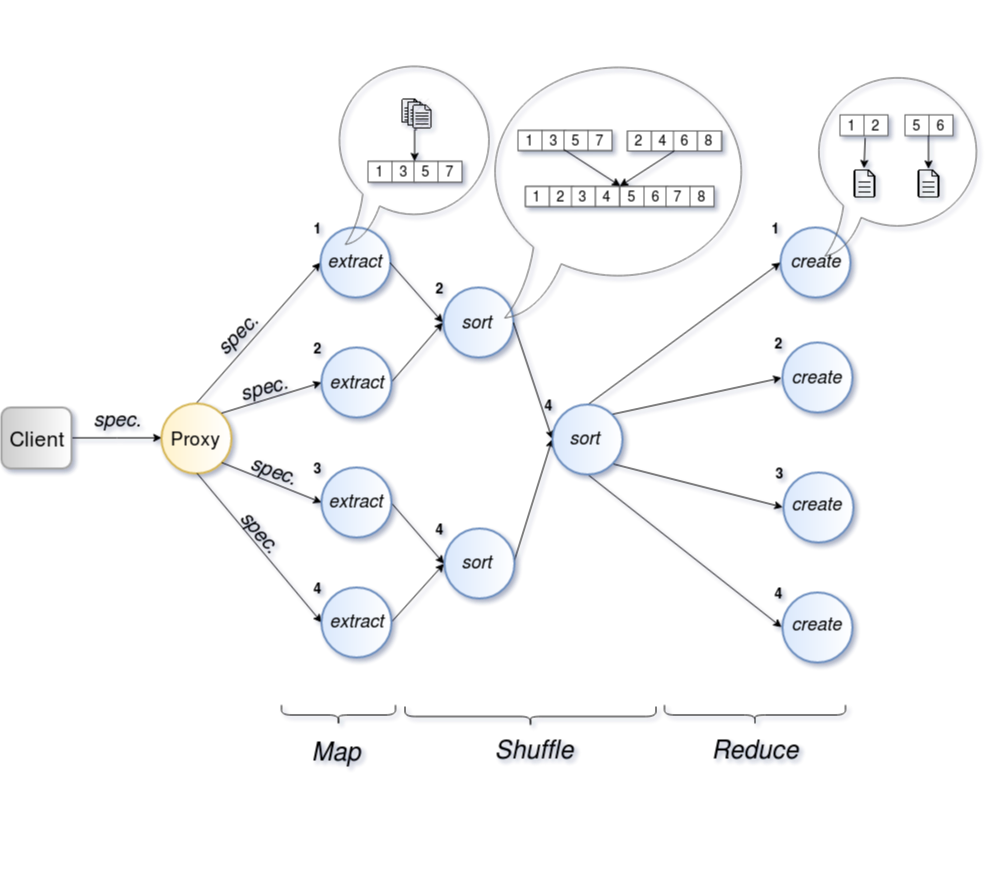 1 3 5 7
1 3 5 7
2 4 6 8
1 2 3 4 5 6 7 8
1 2
5 6
1
extract
2
extract
3
extract
4
extract
spec.
spec.
spec.
spec.
spec.
Client
Proxy
2
sort
4
sort
4
sort
1
create
2
create
3
create
4
create
Map
Shuffle
Reduce